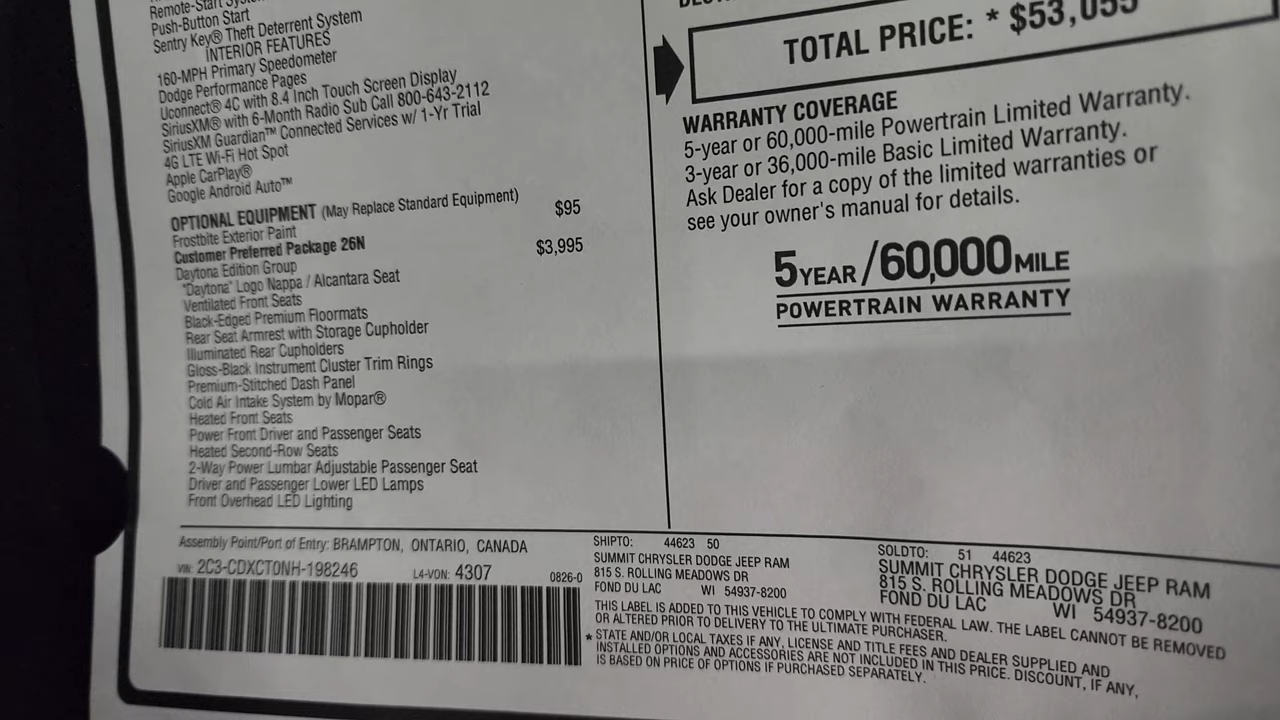 Remote-Start
Push-Button Start
Sentry Key® Theft Deterrent System
INTERIOR FEATURES
160-MPH Primary Speedometer
Dodge Performance Pages
Uconnect® 4C with 8.4 Inch Touch Screen Display
SiriusXM® with 6-Month Radio Sub Call 800-643-2112
SiriusXM Guardian™ Connected Services w/ 1-Yr Trial
4G LTE Wi-Fi Hot Spot
Apple CarPlay®
Google Android Auto™
OPTIONAL EQUIPMENT (May Replace Standard Equipment)
Frostbite Exterior Paint $95
Customer Preferred Package 26N
Daytona Edition Group $3,995
"Daytona" Logo Nappa / Alcantara Seat
Ventilated Front Seats
Black-Edged Premium Floormats
Rear Seat Armrest with Storage Cupholder
Illuminated Rear Cupholders
Gloss-Black Instrument Cluster Trim Rings
Premium-Stitched Dash Panel
Cold Air Intake System by Mopar®
Heated Front Seats
Power Front Driver and Passenger Seats
Heated Second-Row Seats
2-Way Power Lumbar Adjustable Passenger Seat
Driver and Passenger Lower LED Lamps
Front Overhead LED Lighting
TOTAL PRICE: * $53,055
WARRANTY COVERAGE
5-year or 60,000-mile Powertrain Limited Warranty.
3-year or 36,000-mile Basic Limited Warranty.
Ask Dealer for a copy of the limited warranties or
see your owner's manual for details.
5 YEAR/60,000 MILE
POWERTRAIN WARRANTY
Assembly Point/Port of Entry: BRAMPTON, ONTARIO, CANADA
VIN: 2C3-CDXCT0NH-198246 L4-VON: 4307 0826-0
SHIPTO: 44623 50
SUMMIT CHRYSLER DODGE JEEP RAM
815 S. ROLLING MEADOWS DR
FOND DU LAC WI 54937-8200
SOLDTO: 51 44623
SUMMIT CHRYSLER DODGE JEEP RAM
815 S. ROLLING MEADOWS DR
FOND DU LAC WI 54937-8200
THIS LABEL IS ADDED TO THIS VEHICLE TO COMPLY WITH FEDERAL LAW. THE LABEL CANNOT BE REMOVED
OR ALTERED PRIOR TO DELIVERY TO THE ULTIMATE PURCHASER.
* STATE AND/OR LOCAL TAXES IF ANY, LICENSE AND TITLE FEES AND DEALER SUPPLIED AND
INSTALLED OPTIONS AND ACCESSORIES ARE NOT INCLUDED IN THIS PRICE. DISCOUNT, IF ANY,
IS BASED ON PRICE OF OPTIONS IF PURCHASED SEPARATELY.